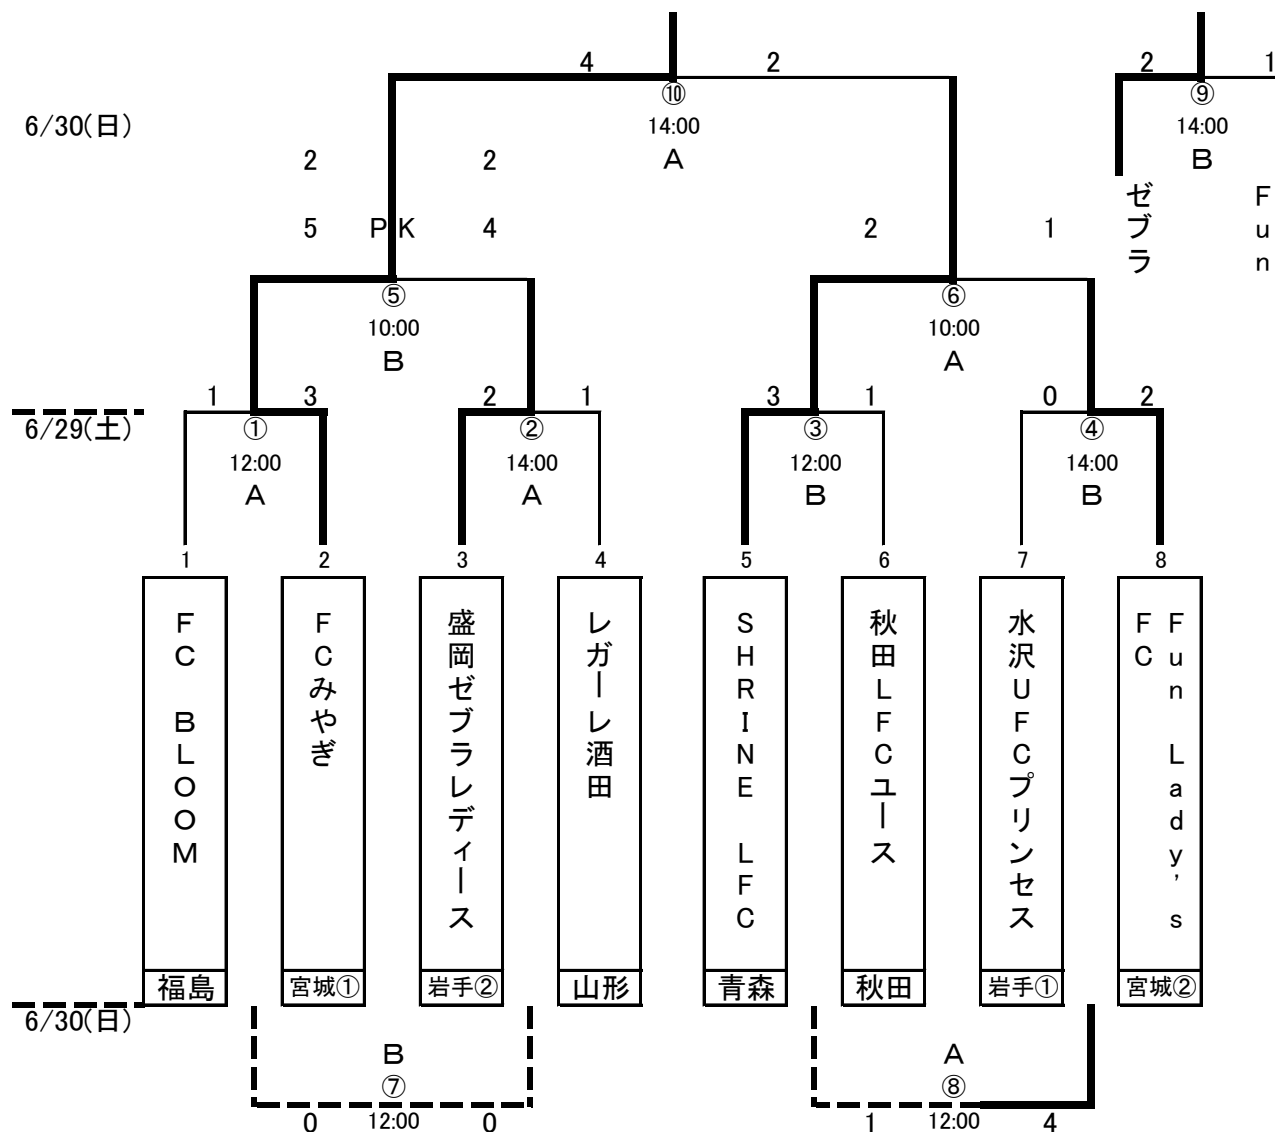 4 2 2 1
⑩ ⑨
6/30(日) 14:00 14:00
A B
2 2
5 PK 4 2 1
ゼブラ
Fun
⑤ ⑥
10:00 10:00
B A
1 3 2 1 3 1 0 2
6/29(土) ① ② ③ ④
12:00 14:00 12:00 14:00
A A B B
1 2 3 4 5 6 7 8
FC BLOOM
FCみやぎ
盛岡ゼブラレディース
レガーレ酒田
SHRINE LFC
秋田LFCユース
水沢UFCプリンセス
Fun Lady's
FC
福島 宮城① 岩手② 山形 青森 秋田 岩手① 宮城②
6/30(日)
B A
⑦ ⑧
0 12:00 0 1 12:00 4